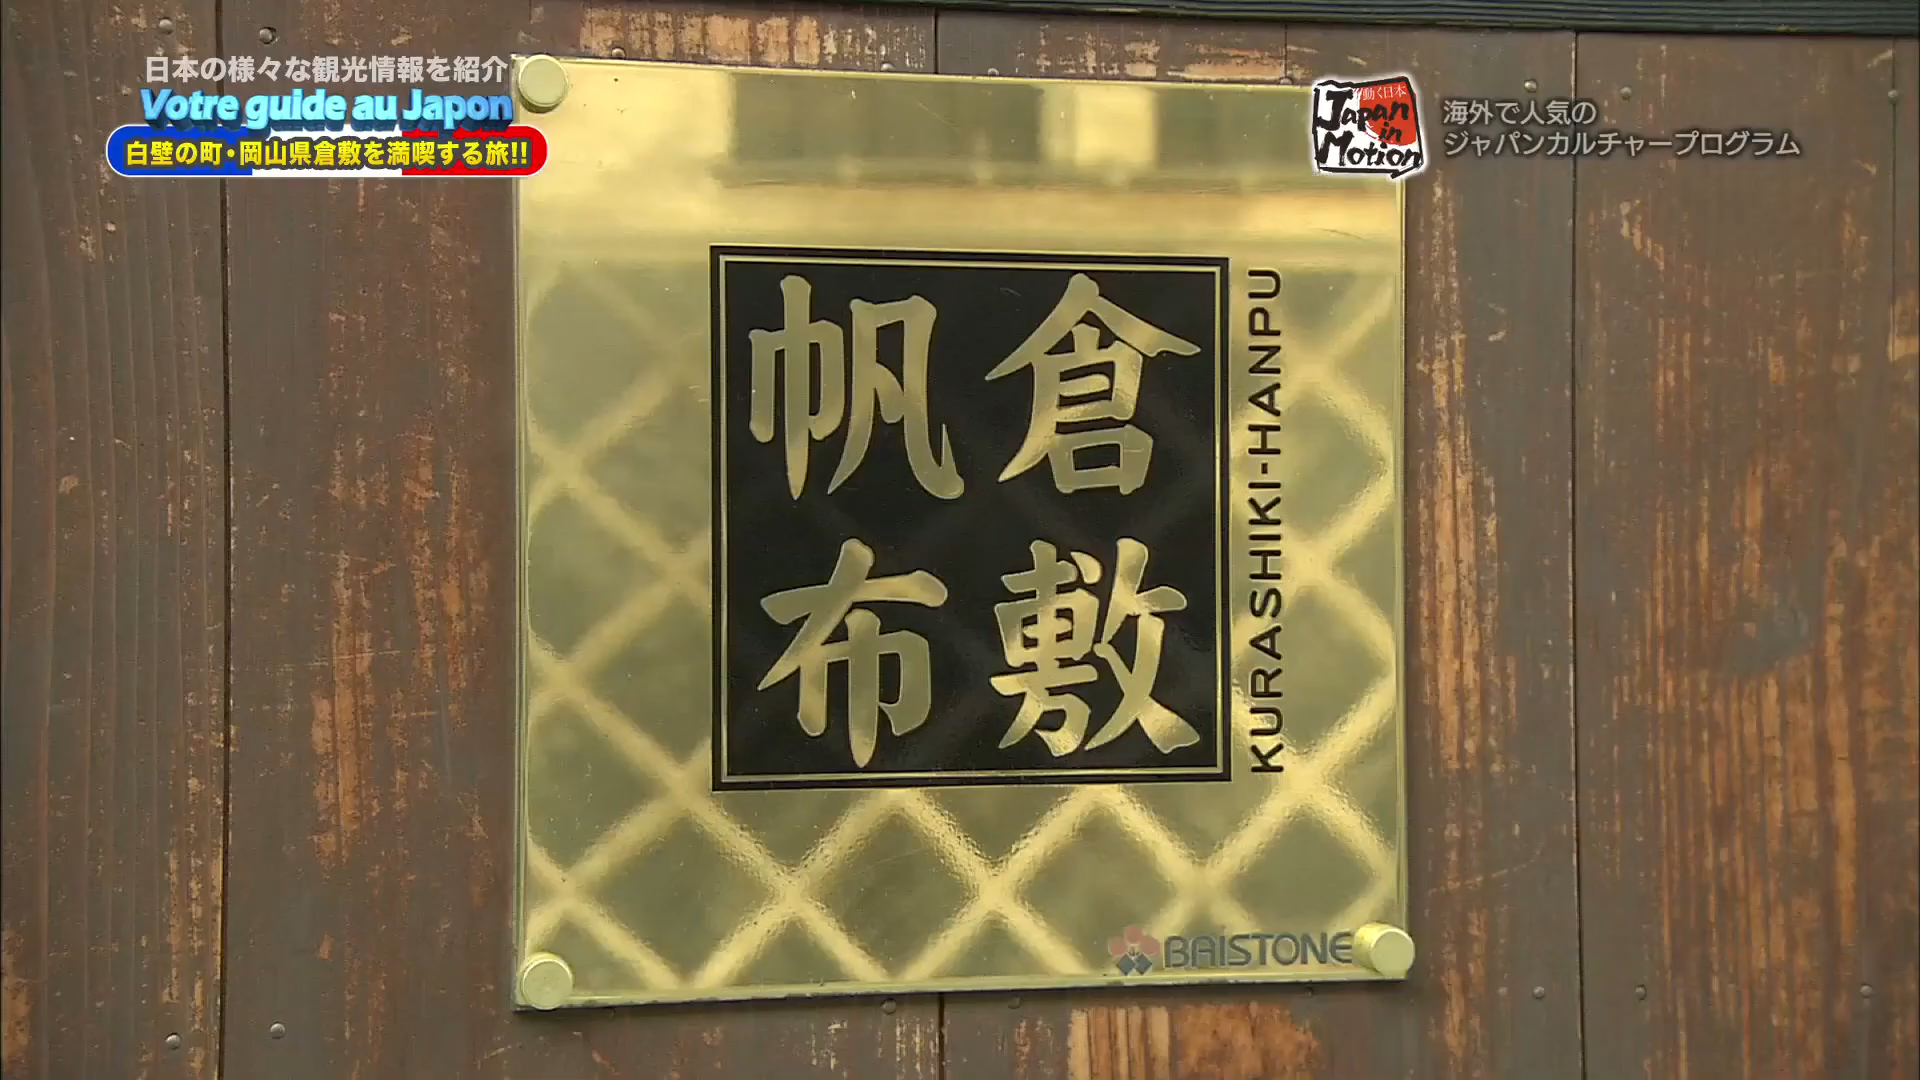 日本の様々な観光情報を紹介
Votre guide au Japon
白壁の町・岡山県倉敷を満喫する旅!!
動く日本
Japan
in
Motion
海外で人気の
ジャパンカルチャープログラム
倉敷
帆布
KURASHIKI-HANPU
BAISTONE